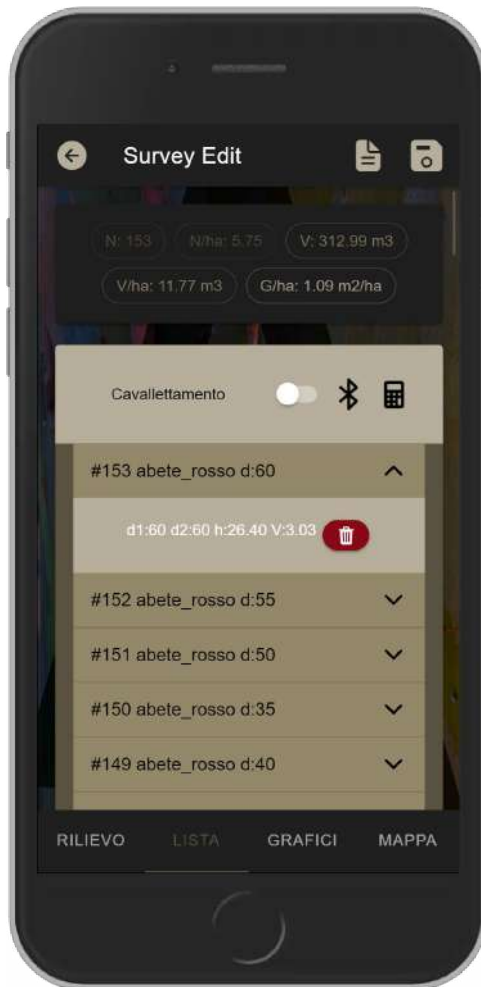 Survey Edit
N: 153 N/ha: 5.75 V: 312.99 m3
V/ha: 11.77 m3 G/ha: 1.09 m2/ha
Cavallettamento
#153 abete_rosso d:60
d1:60 d2:60 h:26.40 V:3.03
#152 abete_rosso d:55
#151 abete_rosso d:50
#150 abete_rosso d:35
#149 abete_rosso d:40
RILIEVO LISTA GRAFICI MAPPA